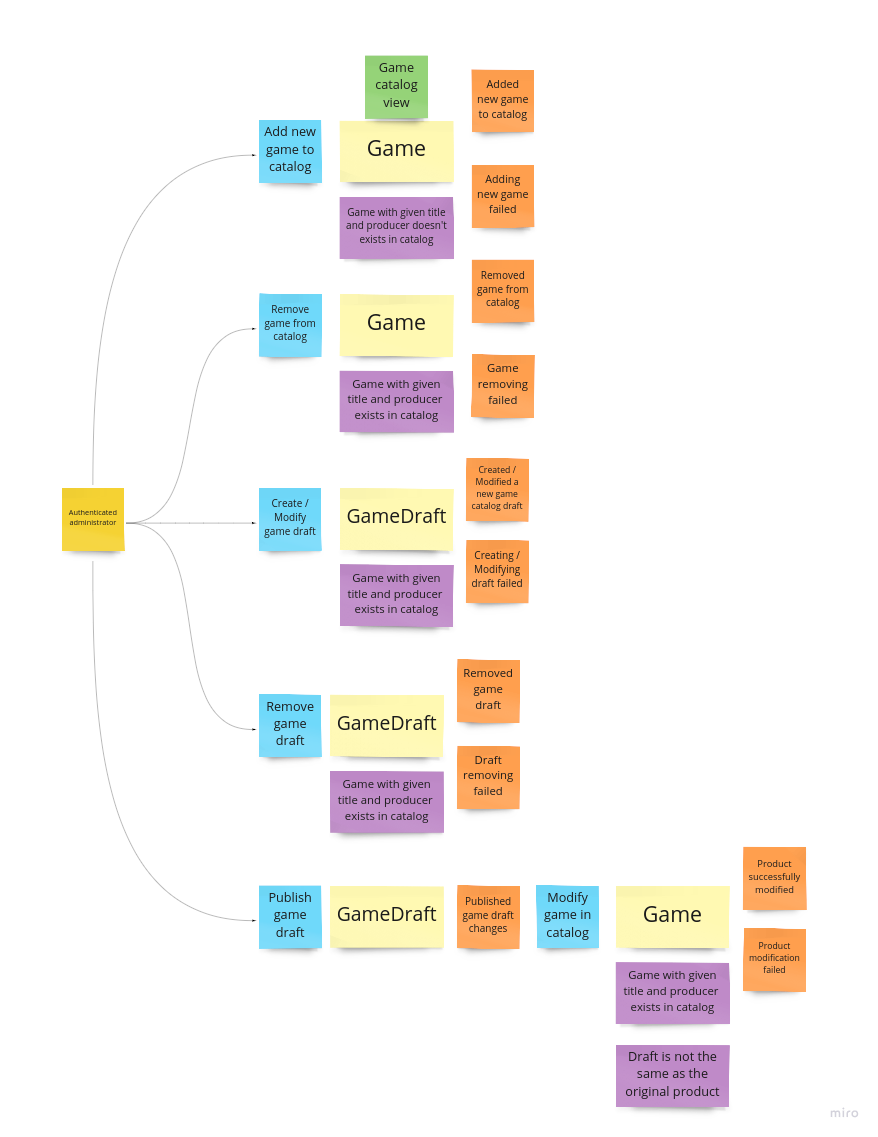 Game
catalog
view
Added
new game
to catalog
Add new
game to
catalog
Game
Adding
new game
failed
Game with given title
and producer doesn't
exists in catalog
Removed
game from
catalog
Remove
game from
catalog
Game
Game
removing
failed
Game with given
title and producer
exists in catalog
Created /
Modified a
new game
catalog draft
Authenticated
administrator
Create /
Modify
game draft
GameDraft
Creating /
Modifying
draft failed
Game with given
title and producer
exists in catalog
Removed
game
draft
Remove
game
draft
GameDraft
Draft
removing
failed
Game with given
title and producer
exists in catalog
Product
successfully
modified
Publish
game
draft
GameDraft
Published
game draft
changes
Modify
game in
catalog
Game
Product
modification
failed
Game with given
title and producer
exists in catalog
Draft is not the
same as the
original product
miro